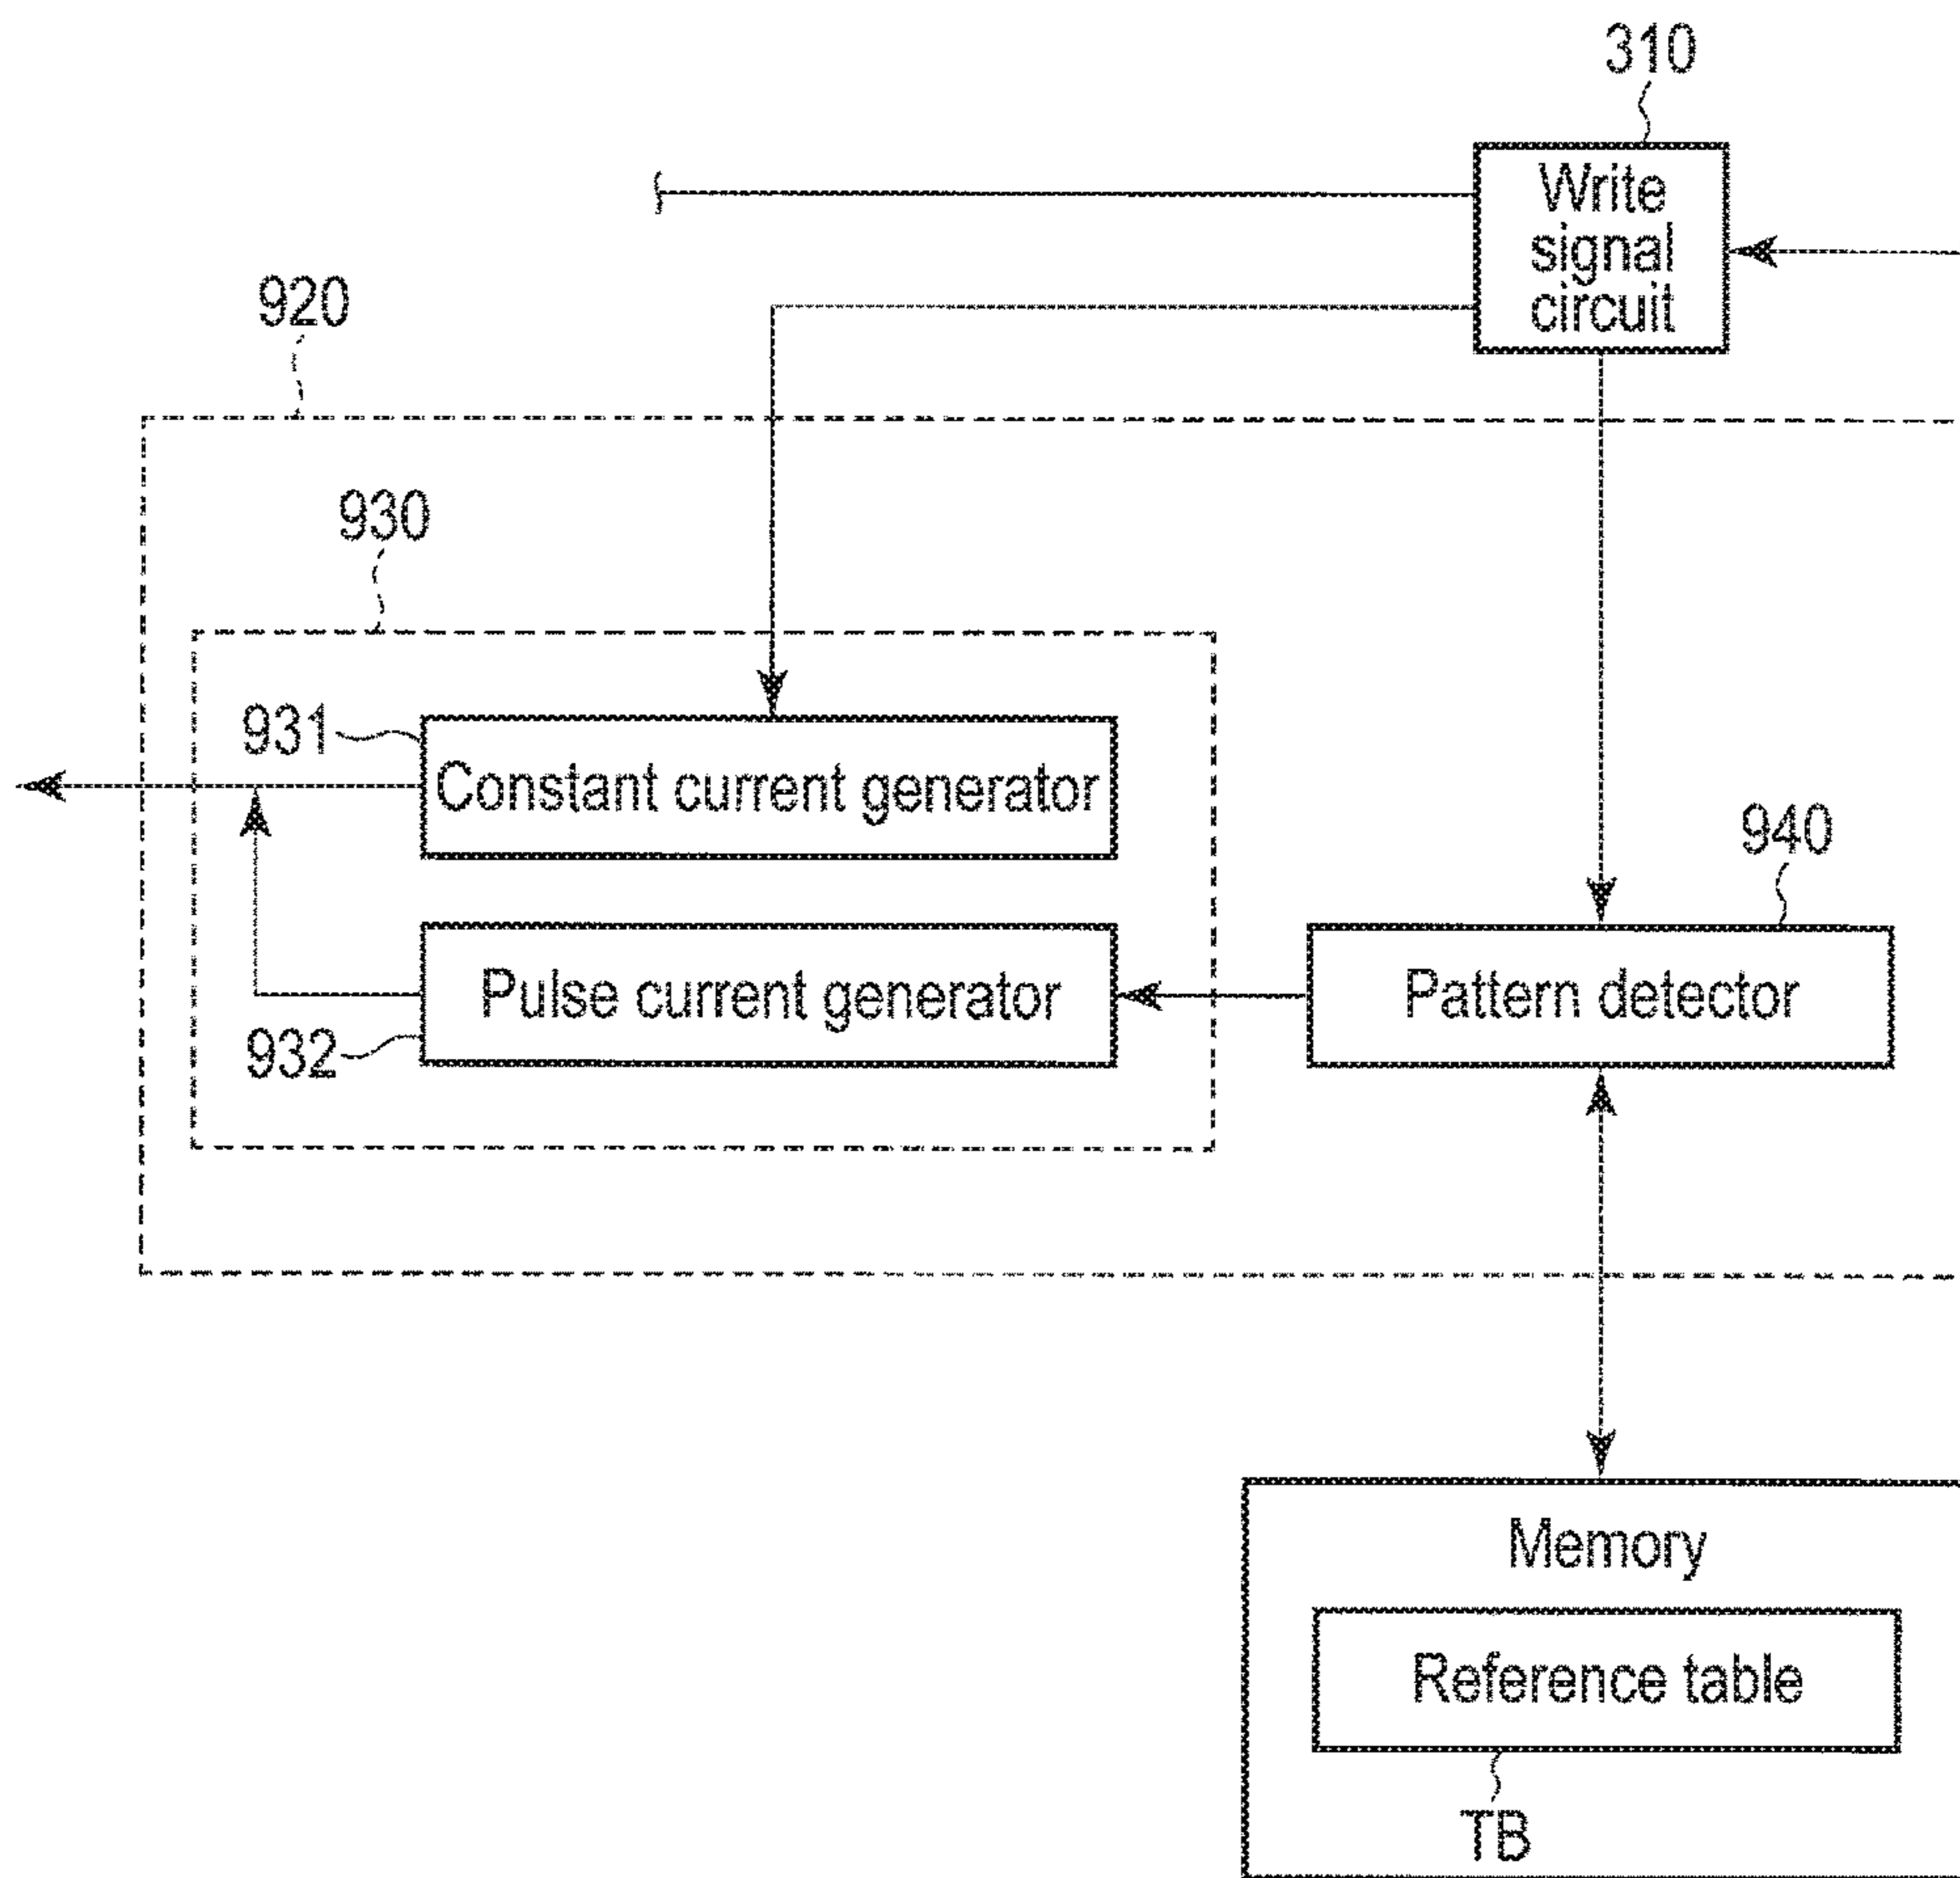 310
Write
signal
circuit
920
930
931
Constant current generator
940
Pulse current generator
Pattern detector
932
Memory
Reference table
TB